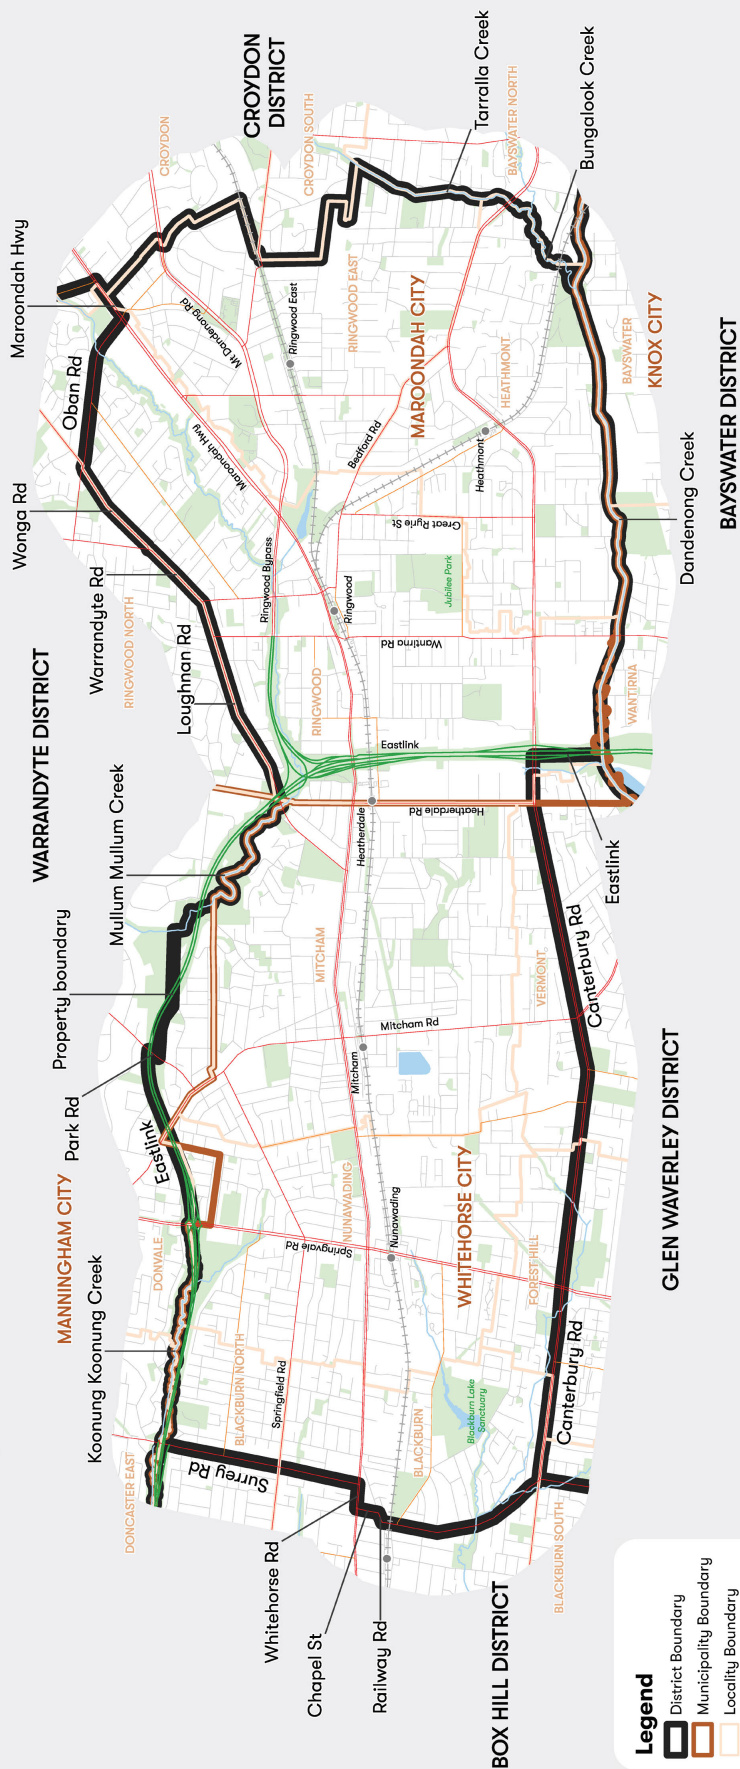 CROYDON
DISTRICT
Tarralla Creek
Bungalook Creek
CROYDON
CROYDON SOUTH
BAYSWATER NORTH
Maroondah Hwy
Mt Dandenong Rd
Ringwood East
RINGWOOD EAST
MAROONDAH CITY
Oban Rd
HEATHMONT
BAYSWATER
KNOX CITY
BAYSWATER DISTRICT
Maroondah Hwy
Bedford Rd
Heathmont
Wonga Rd
Great Ryrie St
Dandenong Creek
Warrandyte Rd
Ringwood Bypass
Jubilee Park
Ringwood
RINGWOOD NORTH
WARRANDYTE DISTRICT
Loughnan Rd
Wantirna Rd
RINGWOOD
WANTIRNA
Eastlink
Mullum Mullum Creek
Heatherdale
Heatherdale Rd
Eastlink
Property boundary
MITCHAM
VERMONT
Canterbury Rd
Mitcham Rd
Mitcham
Park Rd
Eastlink
GLEN WAVERLEY DISTRICT
MANNINGHAM CITY
NUNAWADING
WHITEHORSE CITY
Nunawading
Springvale Rd
DONVALE
FOREST HILL
Koonung Koonung Creek
BLACKBURN NORTH
Springfield Rd
Canterbury Rd
Blackburn Lake
Sanctuary
BLACKBURN
Surrey Rd
DONCASTER EAST
BLACKBURN SOUTH
Whitehorse Rd
Chapel St
Railway Rd
BOX HILL DISTRICT
Legend
District Boundary
Municipality Boundary
Locality Boundary